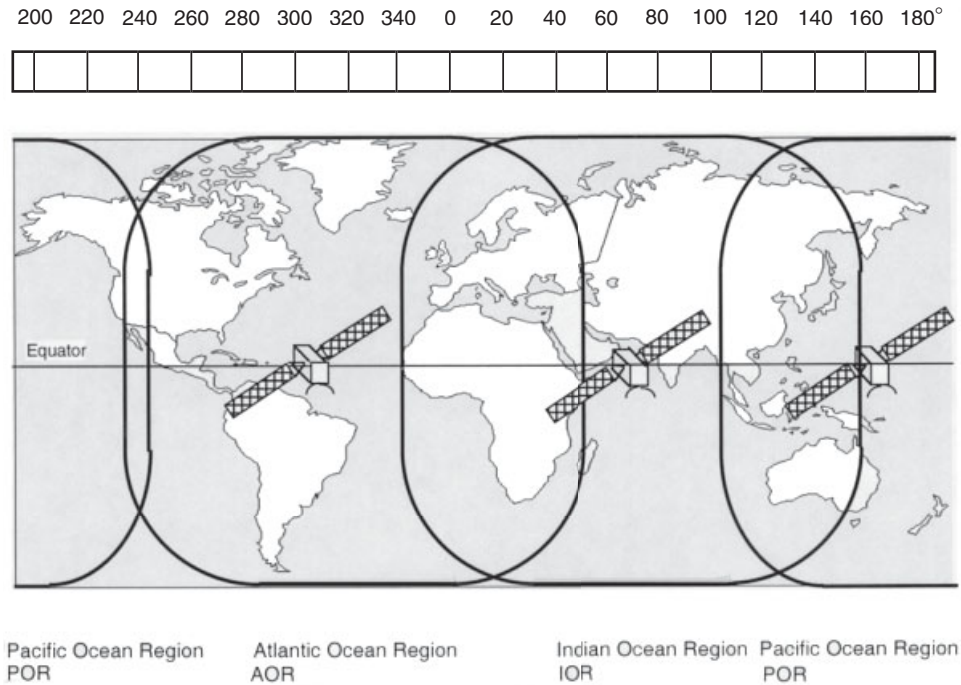 200 220 240 260 280 300 320 340 0 20 40 60 80 100 120 140 160 180°
Equator
Pacific Ocean Region
POR
Atlantic Ocean Region
AOR
Indian Ocean Region
IOR
Pacific Ocean Region
POR